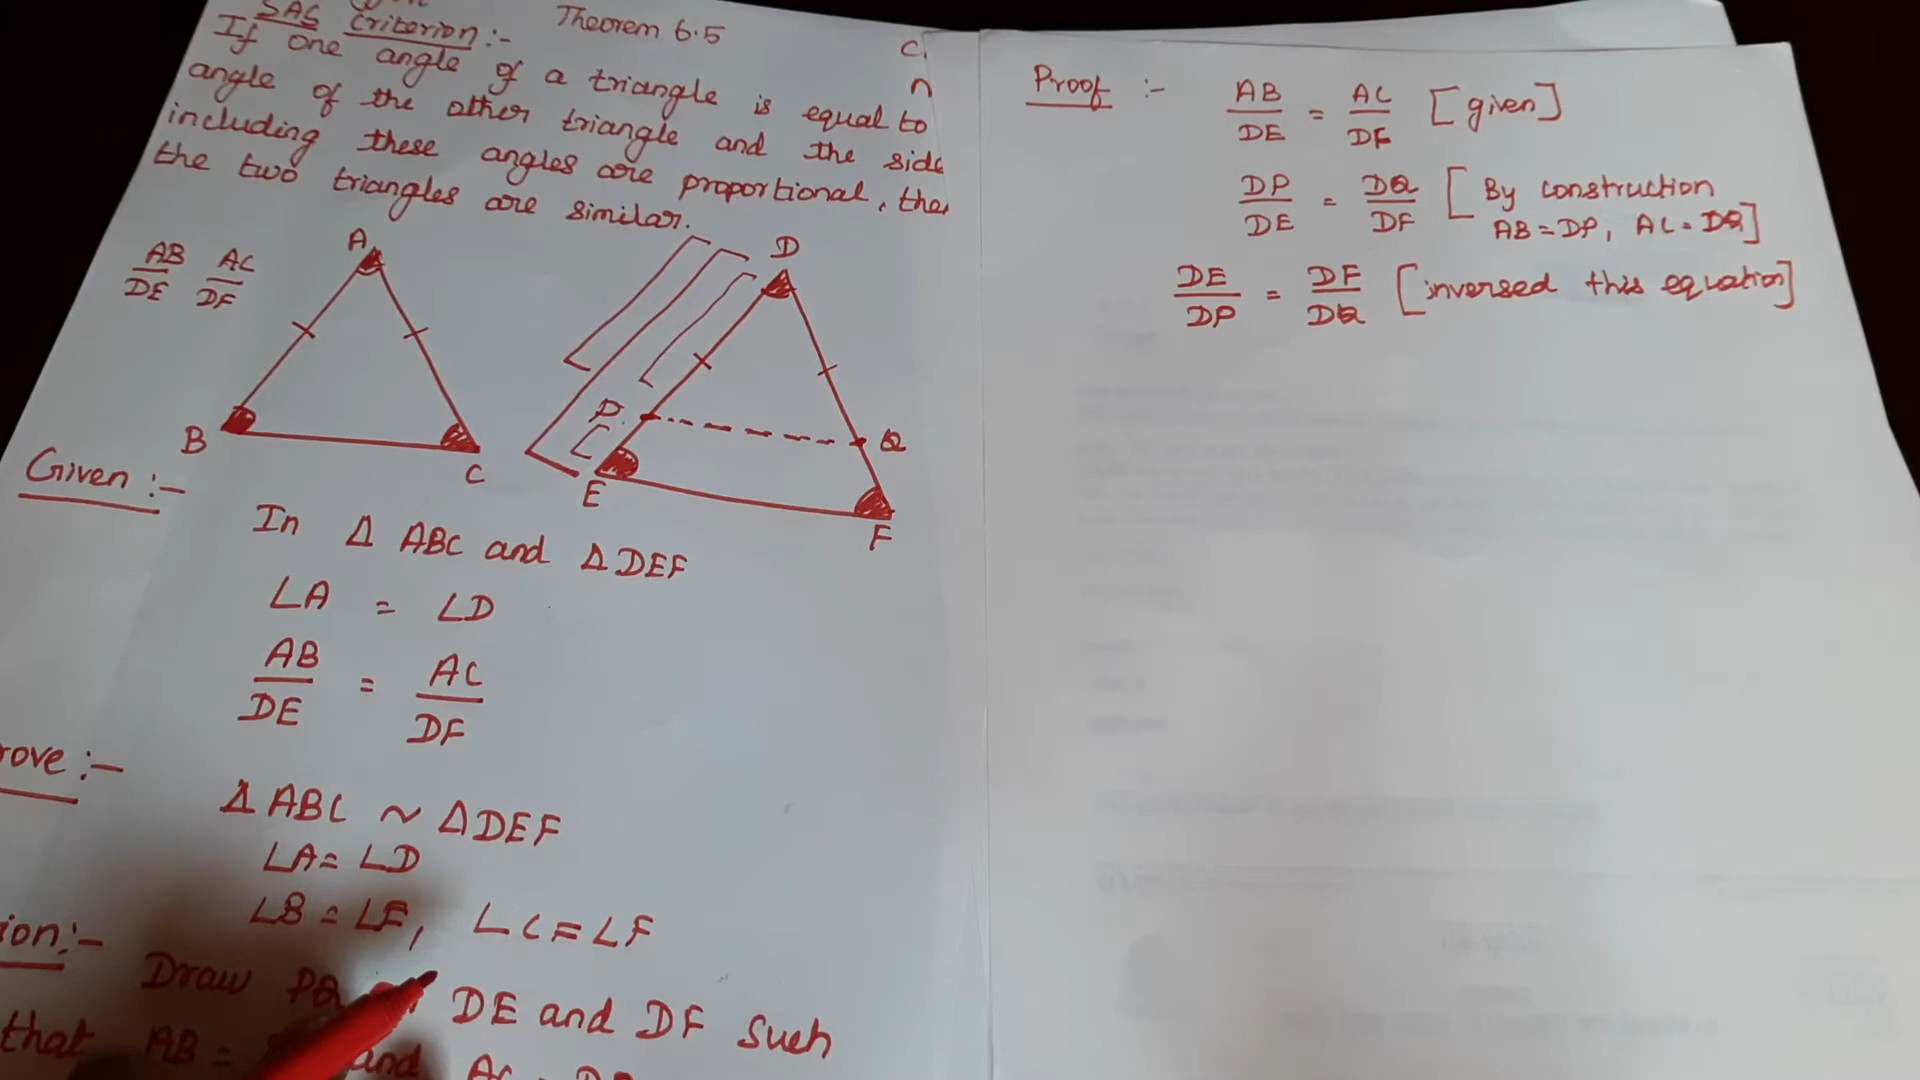 SAS Criterion:- Theorem 6.5
If one angle of a triangle is equal to
angle of the other triangle and the side
including these angles are proportional, the
the two triangles are similar.
AB AC
DE DF
A
B
C
D
P
Q
E
F
Given :-
In Δ ABC and Δ DEF
∠A = ∠D
AB/DE = AC/DF
rove :-
Δ ABC ~ Δ DEF
∠A = ∠D
∠B = ∠E, ∠C = ∠F
ion:- Draw PQ DE and DF such
that AB = and AC =
Proof :- AB/DE = AC/DF [given]
DP/DE = DQ/DF [By construction
AB = DP, AC = DQ]
DE/DP = DF/DQ [inversed this equation]